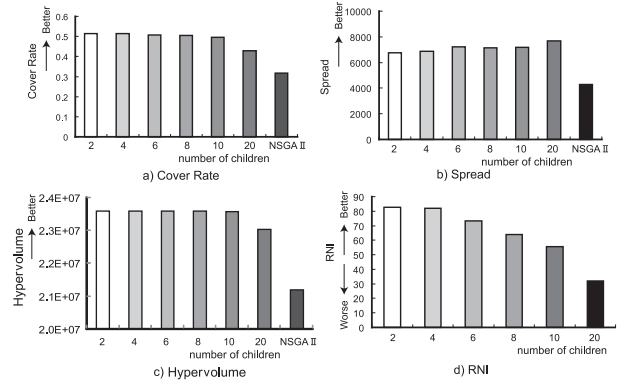 Better
Cover Rate
0.6
0.5
0.4
0.3
0.2
0.1
0
2 4 6 8 10 20 NSGA II
number of children
a) Cover Rate
Better
Spread
10000
8000
6000
4000
2000
0
2 4 6 8 10 20 NSGA II
number of children
b) Spread
Better
Hypervolume
2.4E+07
2.3E+07
2.2E+07
2.1E+07
2.0E+07
2 4 6 8 10 20 NSGA II
number of children
c) Hypervolume
Better
RNI
Worse
90
80
70
60
50
40
30
20
10
0
2 4 6 8 10 20
number of children
d) RNI